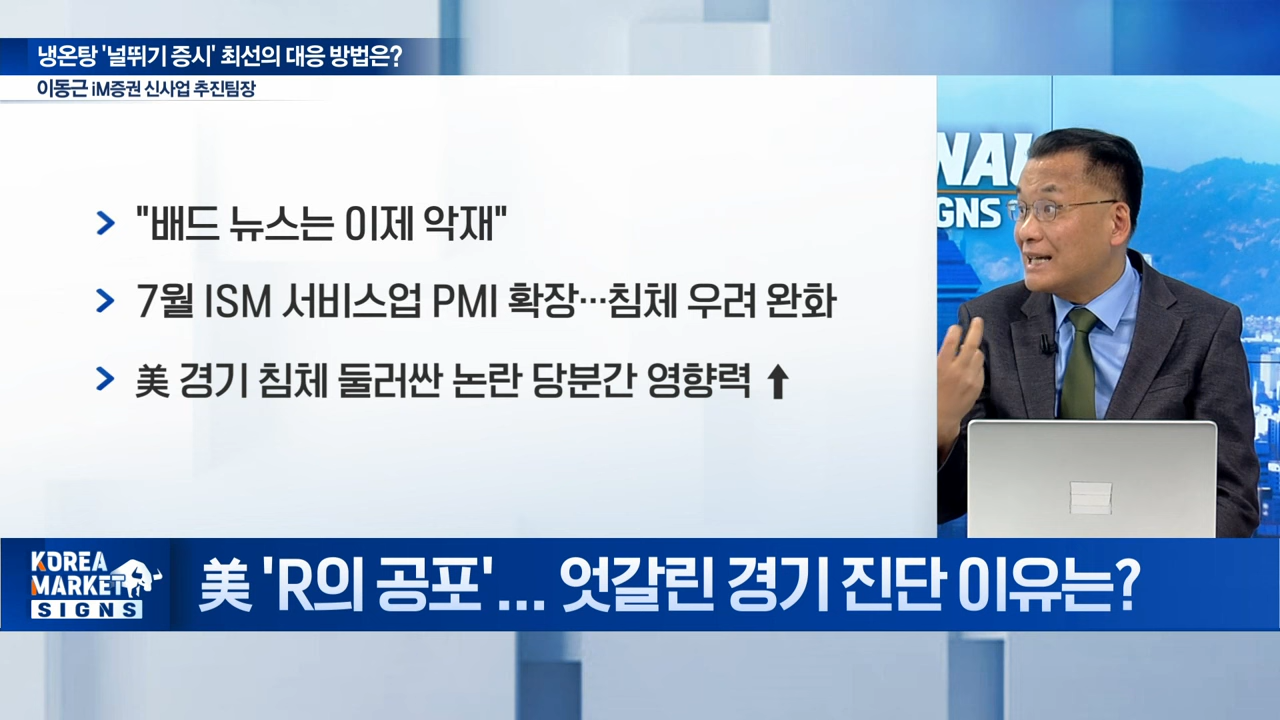 냉온탕 '널뛰기 증시' 최선의 대응 방법은?
이동근 iM증권 신사업 추진팀장
"배드 뉴스는 이제 악재"
7월 ISM 서비스업 PMI 확장…침체 우려 완화
美 경기 침체 둘러싼 논란 당분간 영향력 ↑
GNS
KOREA
MARKET
SIGNS
美 'R의 공포'... 엇갈린 경기 진단 이유는?